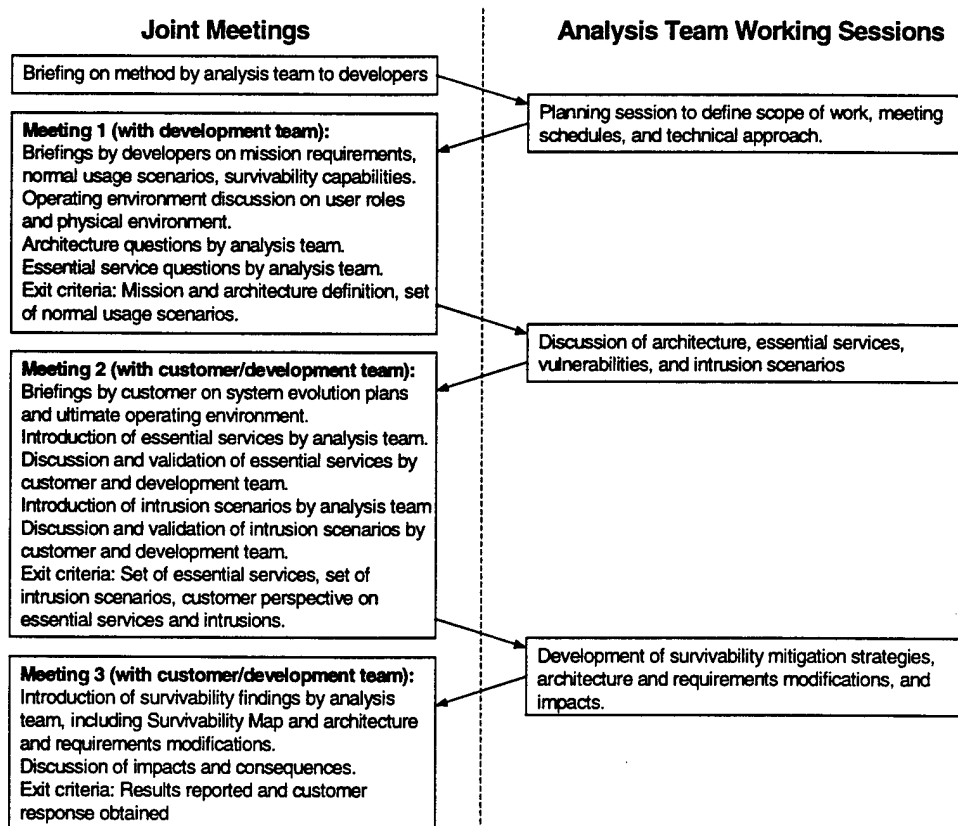 Joint Meetings
Analysis Team Working Sessions
Briefing on method by analysis team to developers
Planning session to define scope of work, meeting
schedules, and technical approach.
Meeting 1 (with development team):
Briefings by developers on mission requirements,
normal usage scenarios, survivability capabilities.
Operating environment discussion on user roles
and physical environment.
Architecture questions by analysis team.
Essential service questions by analysis team.
Exit criteria: Mission and architecture definition, set
of normal usage scenarios.
Discussion of architecture, essential services,
vulnerabilities, and intrusion scenarios
Meeting 2 (with customer/development team):
Briefings by customer on system evolution plans
and ultimate operating environment.
Introduction of essential services by analysis team.
Discussion and validation of essential services by
customer and development team.
Introduction of intrusion scenarios by analysis team
Discussion and validation of intrusion scenarios by
customer and development team.
Exit criteria: Set of essential services, set of
intrusion scenarios, customer perspective on
essential services and intrusions.
Development of survivability mitigation strategies,
architecture and requirements modifications, and
impacts.
Meeting 3 (with customer/development team):
Introduction of survivability findings by analysis
team, including Survivability Map and architecture
and requirements modifications.
Discussion of impacts and consequences.
Exit criteria: Results reported and customer
response obtained